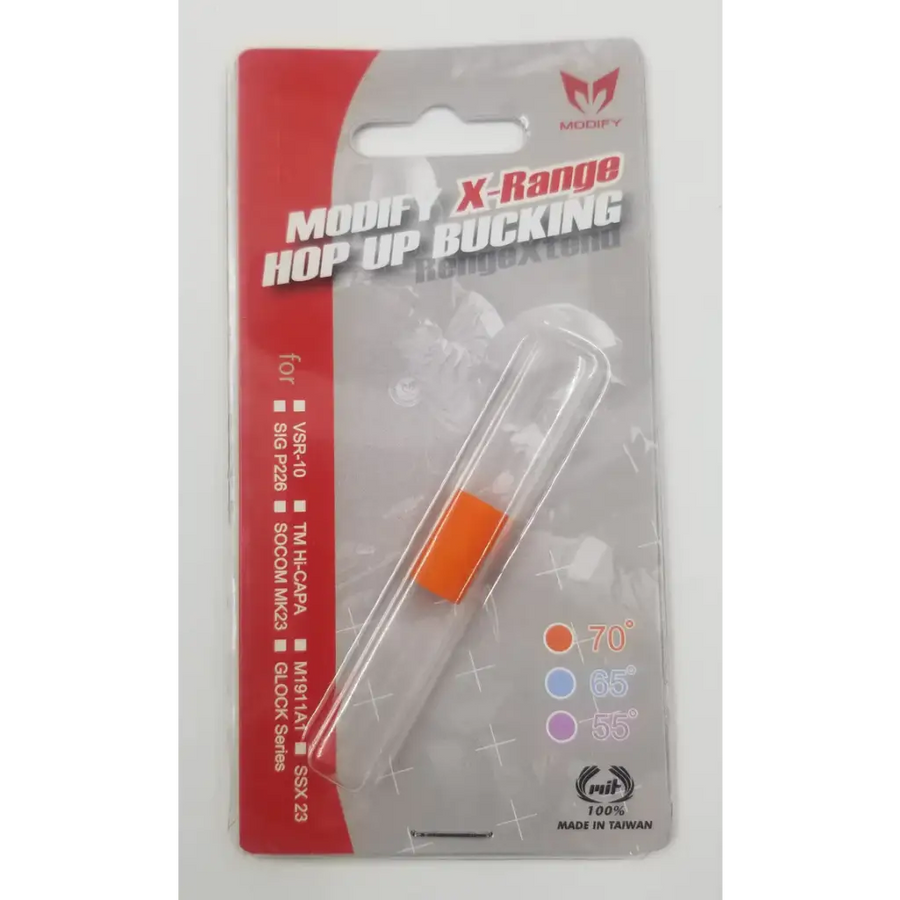 MODIFY
MODIFY X-Range
HOP UP BUCKING
RengeXtend
for
■ VSR-10 ■ TM Hi-CAPA ■ M1911A1 ■ SSX 23
■ SIG P226 ■ SOCOM MK23 ■ GLOCK Series
70°
65°
55°
mit
100%
MADE IN TAIWAN